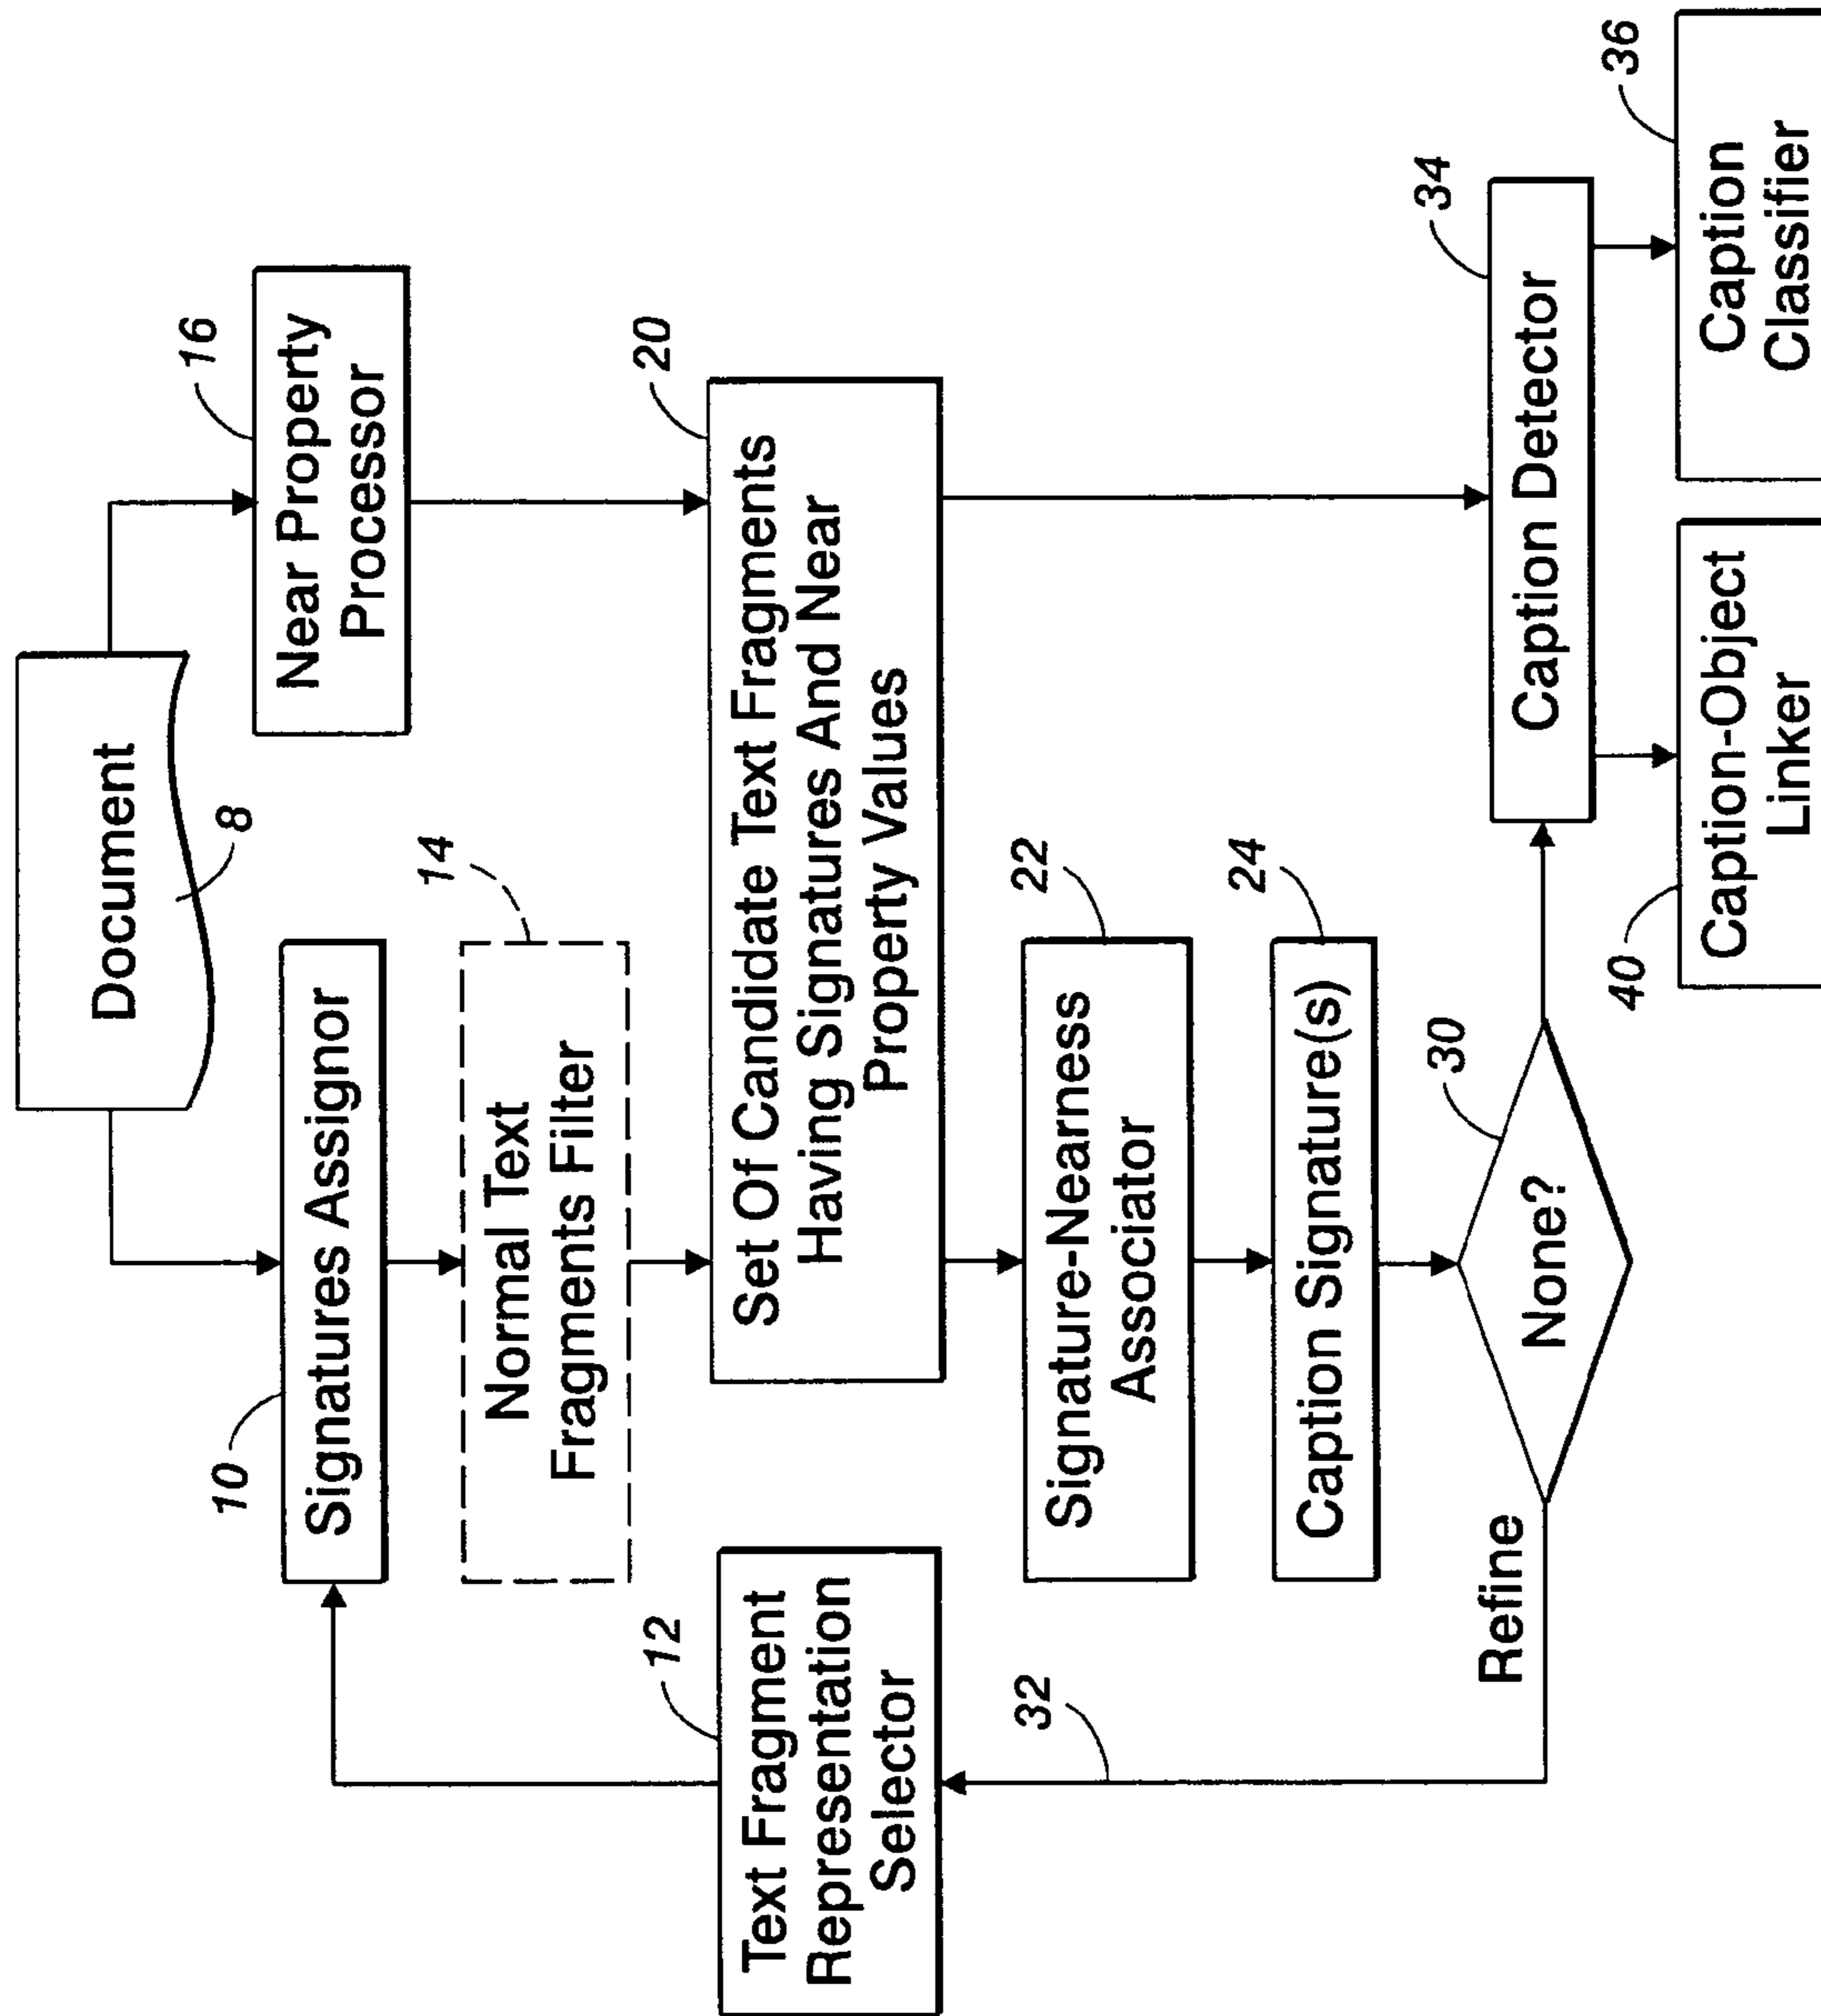 Document
8
10
Signatures Assignor
16
Near Property
Processor
14
Normal Text
Fragments Filter
12
Text Fragment
Representation
Selector
20
Set Of Candidate Text Fragments
Having Signatures And Near
Property Values
22
Signature-Nearness
Associator
24
Caption Signature(s)
32
30
None?
Refine
34
Caption Detector
40
Caption-Object
Linker
36
Caption
Classifier